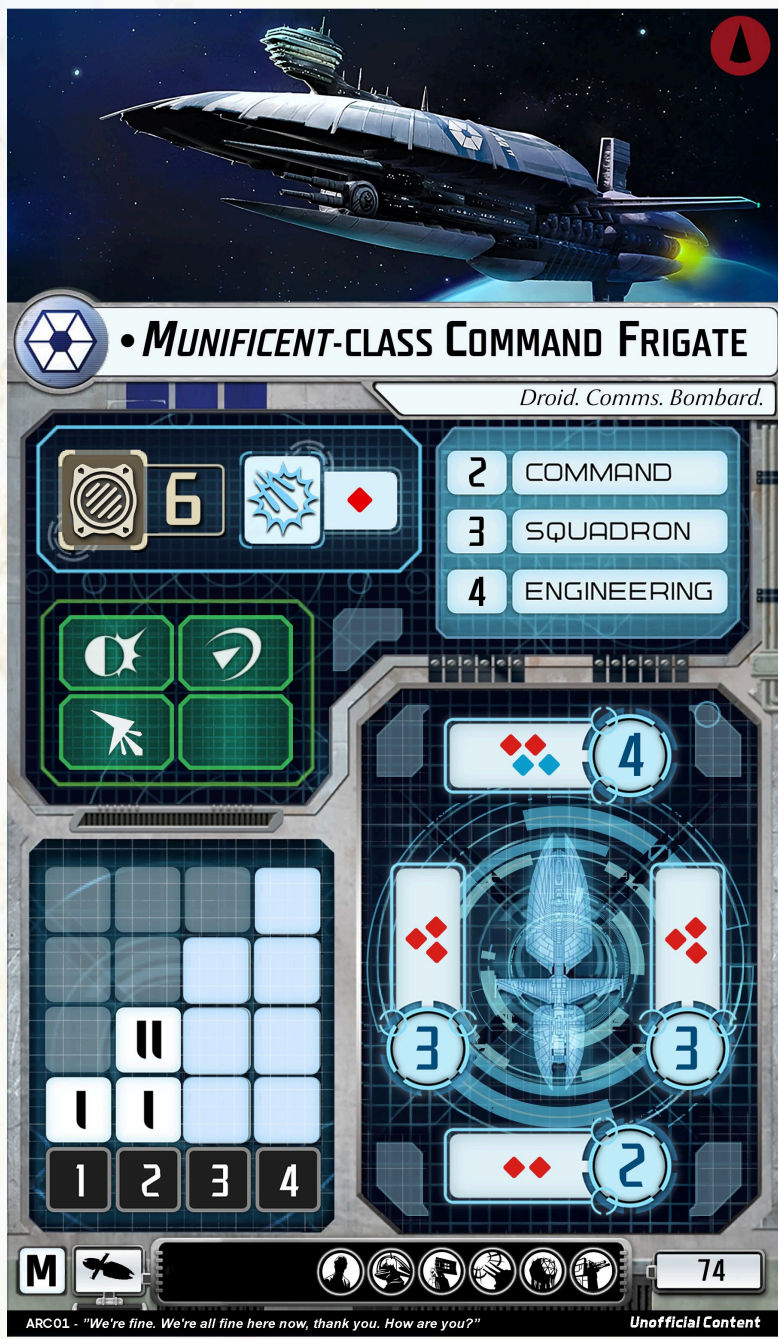 • MUNIFICENT-CLASS COMMAND FRIGATE
Droid. Comms. Bombard.
6
2 COMMAND
3 SQUADRON
4 ENGINEERING
4
3 3
2
II
I I
1 2 3 4
M 74
ARC01 - ”We're fine. We're all fine here now, thank you. How are you?”
Unofficial Content